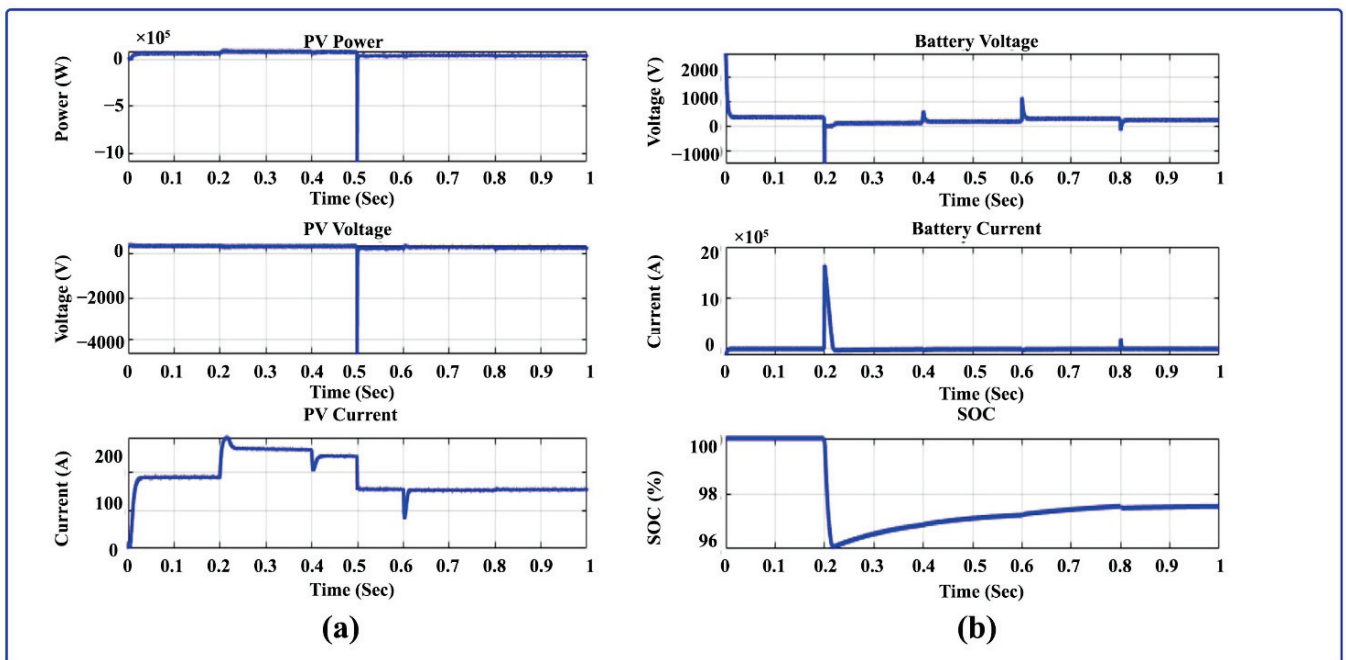 PV Power
×10⁵
Power (W)
0
−5
−10
0 0.1 0.2 0.3 0.4 0.5 0.6 0.7 0.8 0.9 1
Time (Sec)
PV Voltage
Voltage (V)
0
−2000
−4000
0 0.1 0.2 0.3 0.4 0.5 0.6 0.7 0.8 0.9 1
Time (Sec)
PV Current
Current (A)
200
100
0
0 0.1 0.2 0.3 0.4 0.5 0.6 0.7 0.8 0.9 1
Time (Sec)
(a)
Battery Voltage
Voltage (V)
2000
1000
0
−1000
0 0.1 0.2 0.3 0.4 0.5 0.6 0.7 0.8 0.9 1
Time (Sec)
Battery Current
×10⁵
Current (A)
20
10
0
0 0.1 0.2 0.3 0.4 0.5 0.6 0.7 0.8 0.9 1
Time (Sec)
SOC
SOC (%)
100
98
96
0 0.1 0.2 0.3 0.4 0.5 0.6 0.7 0.8 0.9 1
Time (Sec)
(b)